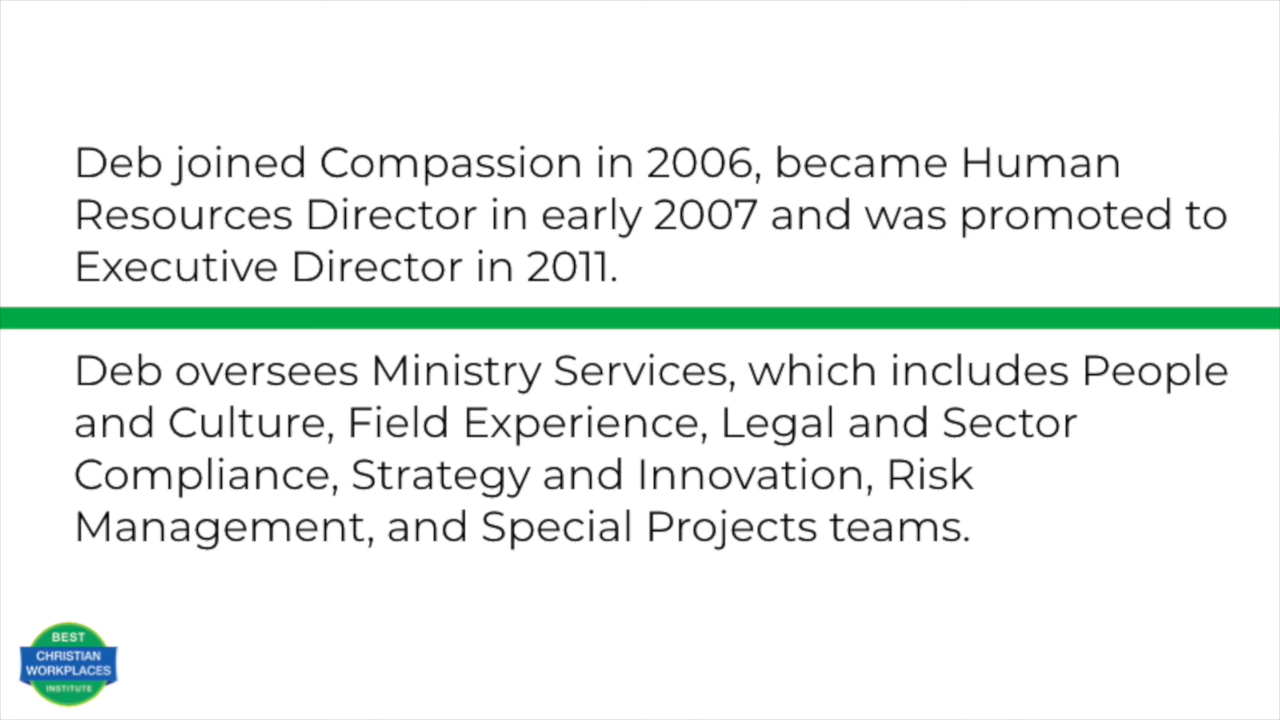 Deb joined Compassion in 2006, became Human
Resources Director in early 2007 and was promoted to
Executive Director in 2011.
Deb oversees Ministry Services, which includes People
and Culture, Field Experience, Legal and Sector
Compliance, Strategy and Innovation, Risk
Management, and Special Projects teams.
BEST
CHRISTIAN
WORKPLACES
INSTITUTE